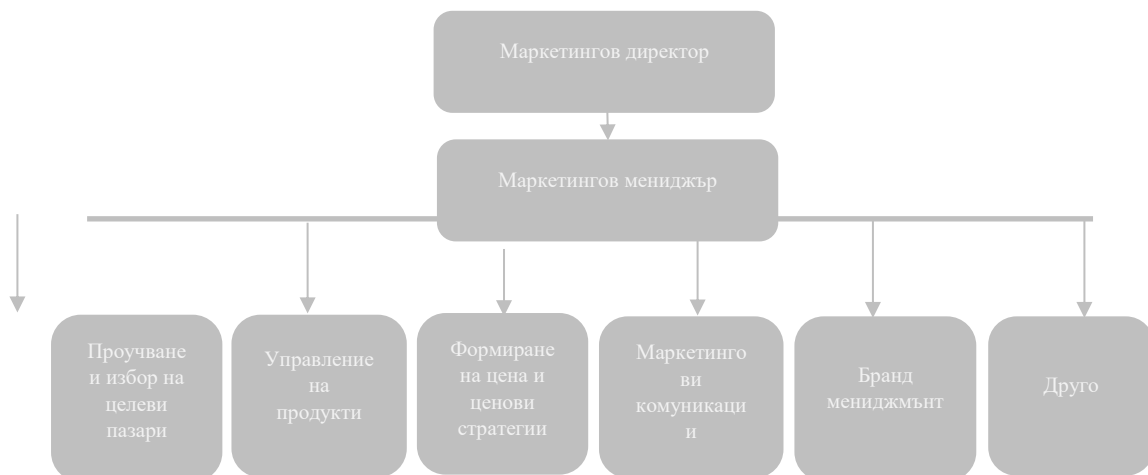 Маркетингов директор
Маркетингов мениджър
Проучване
и избор на
целеви
пазари
Управление
на
продукти
Формиране
на цена и
ценови
стратегии
Маркетинго
ви
комуникаци
и
Бранд
мениджмънт
Друго